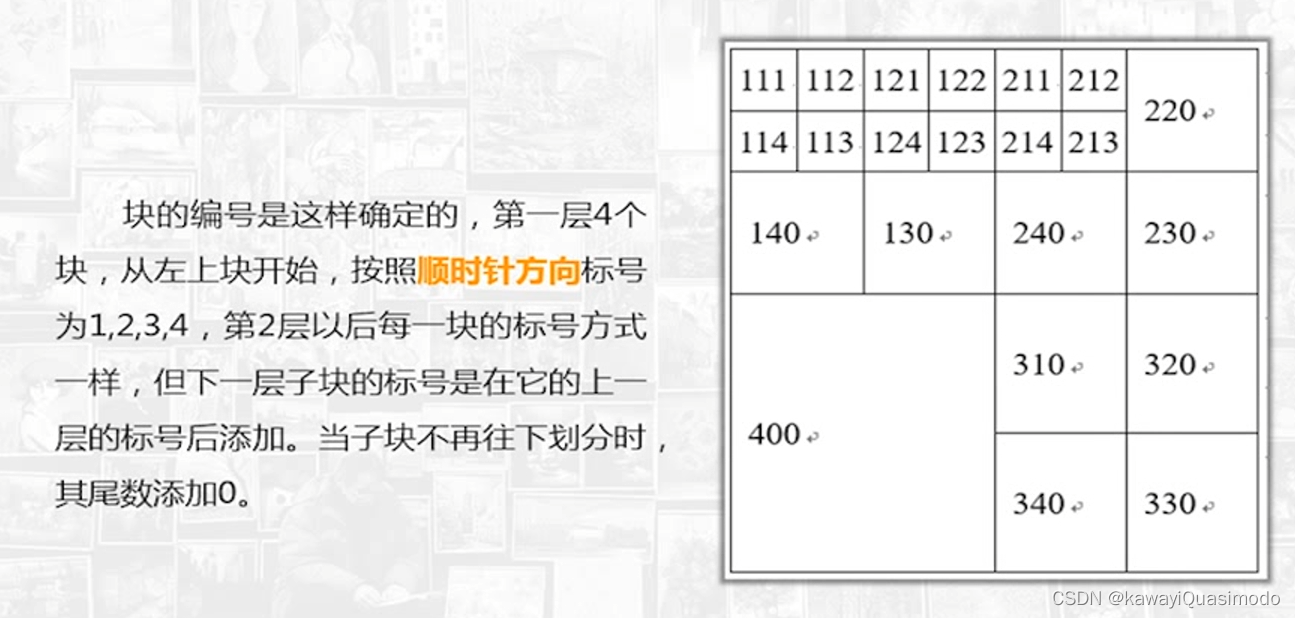 块的编号是这样确定的，第一层4个
块，从左上块开始，按照顺时针方向标号
为1,2,3,4，第2层以后每一块的标号方式
一样，但下一层子块的标号是在它的上一
层的标号后添加。当子块不再往下划分时，
其尾数添加0。
111 112 121 122 211 212
220
114 113 124 123 214 213
140 130 240 230
310 320
400
340 330
CSDN @kawayiQuasimodo